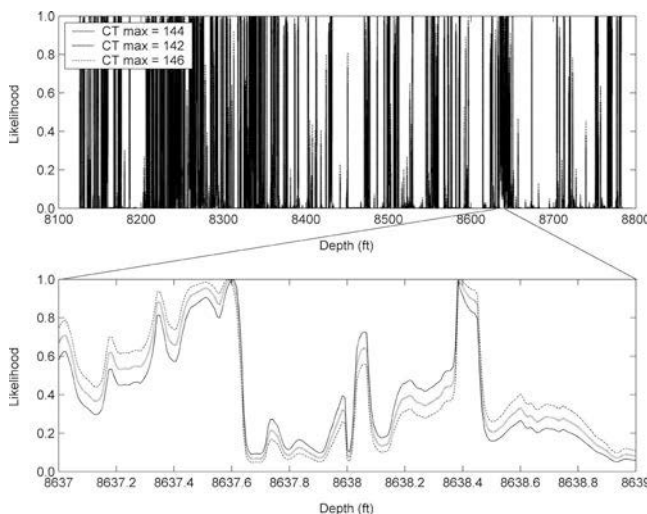 1.0
0.8
0.6
0.4
0.2
0.0
Likelihood
CT max = 144
CT max = 142
CT max = 146
8100 8200 8300 8400 8500 8600 8700 8800
Depth (ft)
1.0
0.8
0.6
0.4
0.2
0.0
Likelihood
8637 8637.2 8637.4 8637.6 8637.8 8638 8638.2 8638.4 8638.6 8638.8 8639
Depth (ft)